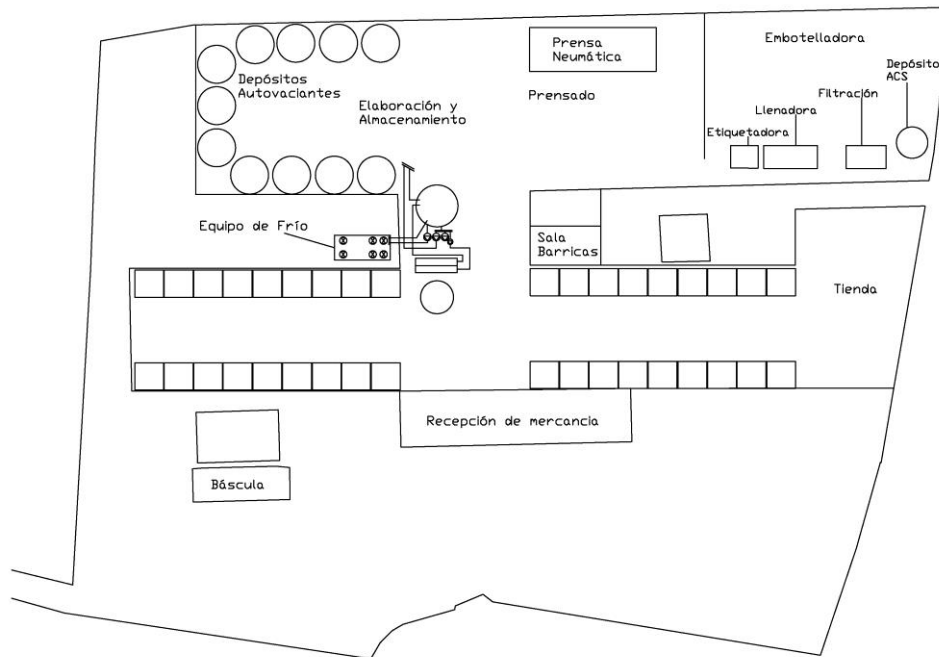 Prensa
Neumática
Embotelladora
Depósito
ACS
Depósitos
Autovaciantes
Filtración
Prensado
Elaboración y
Almacenamiento
Llenadora
Etiquetadora
Equipo de Frío
Sala
Barricas
Tienda
Recepción de mercancia
Báscula